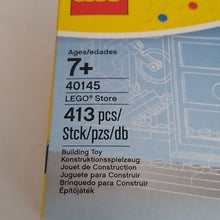 Ages/edades
7+
40145
LEGO® Store
413 pcs/
Stck/pzs/db
Building Toy
Konstruktionsspielzeug
Jouet de Construction
Juguete para Construir
Brinquedo para Construir
Építőjáték